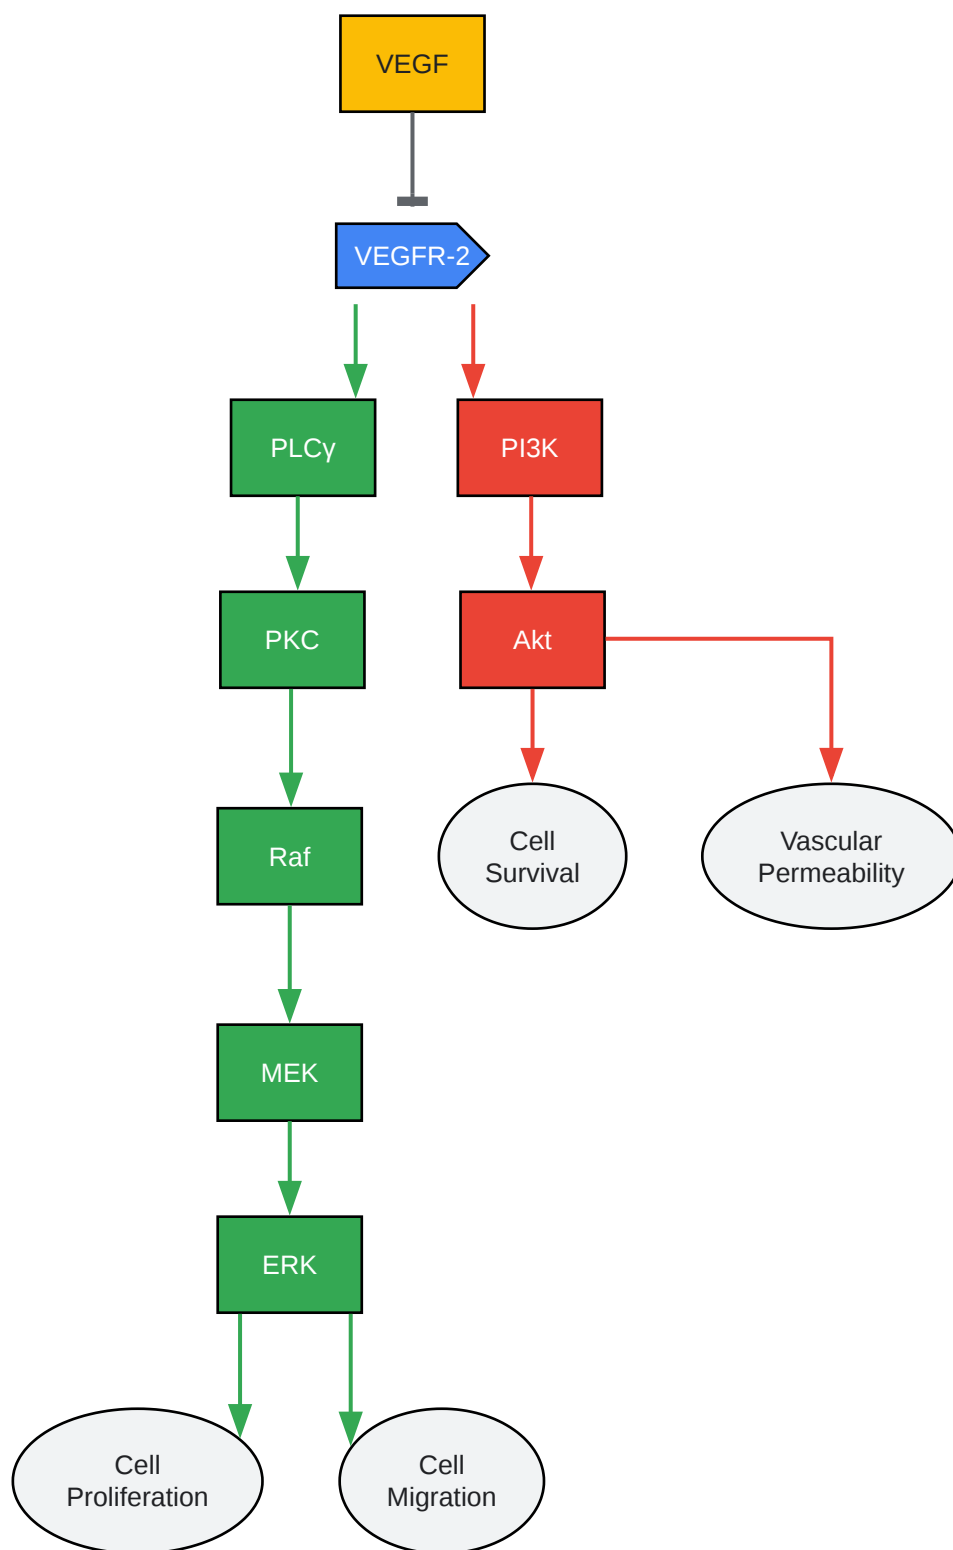 VEGF
VEGFR-2
PLCγ
PI3K
PKC
Akt
Raf
Cell
Survival
Vascular
Permeability
MEK
ERK
Cell
Proliferation
Cell
Migration